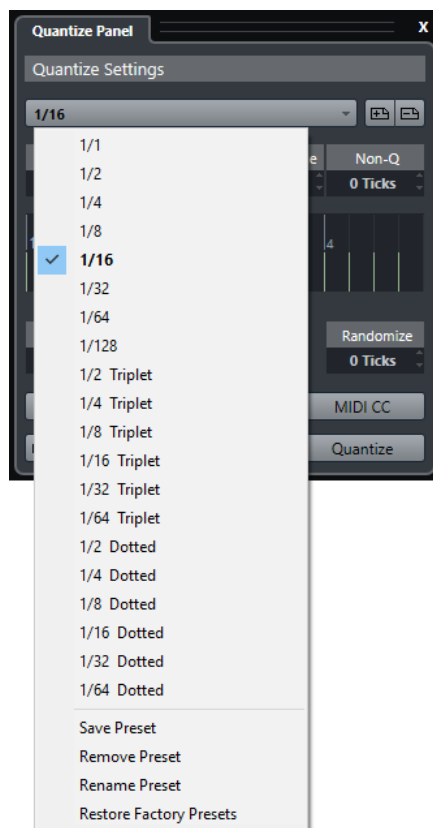 Quantize Panel
X
Quantize Settings
1/16
Non-Q
0 Ticks
4
Randomize
0 Ticks
MIDI CC
Quantize
1/1
1/2
1/4
1/8
1/16
1/32
1/64
1/128
1/2 Triplet
1/4 Triplet
1/8 Triplet
1/16 Triplet
1/32 Triplet
1/64 Triplet
1/2 Dotted
1/4 Dotted
1/8 Dotted
1/16 Dotted
1/32 Dotted
1/64 Dotted
Save Preset
Remove Preset
Rename Preset
Restore Factory Presets